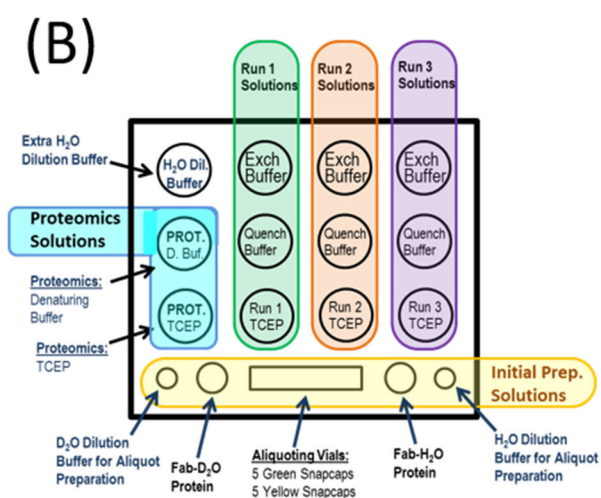 (B)
Run 1
Solutions
Run 2
Solutions
Run 3
Solutions
Extra H₂O
Dilution Buffer
H₂O Dil.
Buffer
Exch
Buffer
Exch
Buffer
Exch
Buffer
Proteomics
Solutions
PROT.
D. Buf.
Quench
Buffer
Quench
Buffer
Quench
Buffer
Proteomics:
Denaturing
Buffer
PROT.
TCEP
Run 1
TCEP
Run 2
TCEP
Run 3
TCEP
Proteomics:
TCEP
Initial Prep.
Solutions
D₂O Dilution
Buffer for Aliquot
Preparation
Fab-D₂O
Protein
Aliquoting Vials:
5 Green Snapcaps
5 Yellow Snapcaps
Fab-H₂O
Protein
H₂O Dilution
Buffer for Aliquot
Preparation